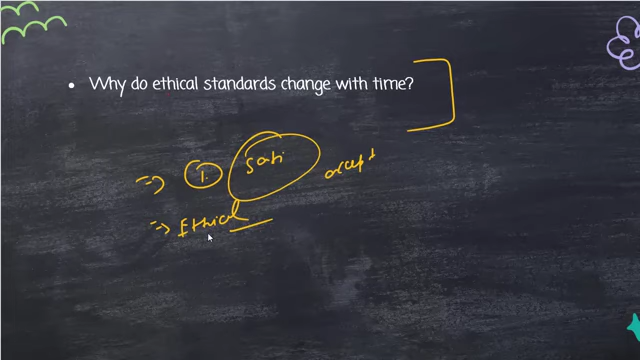 • Why do ethical standards change with time?
⇒ 1. Sati accept
⇒ Ethical